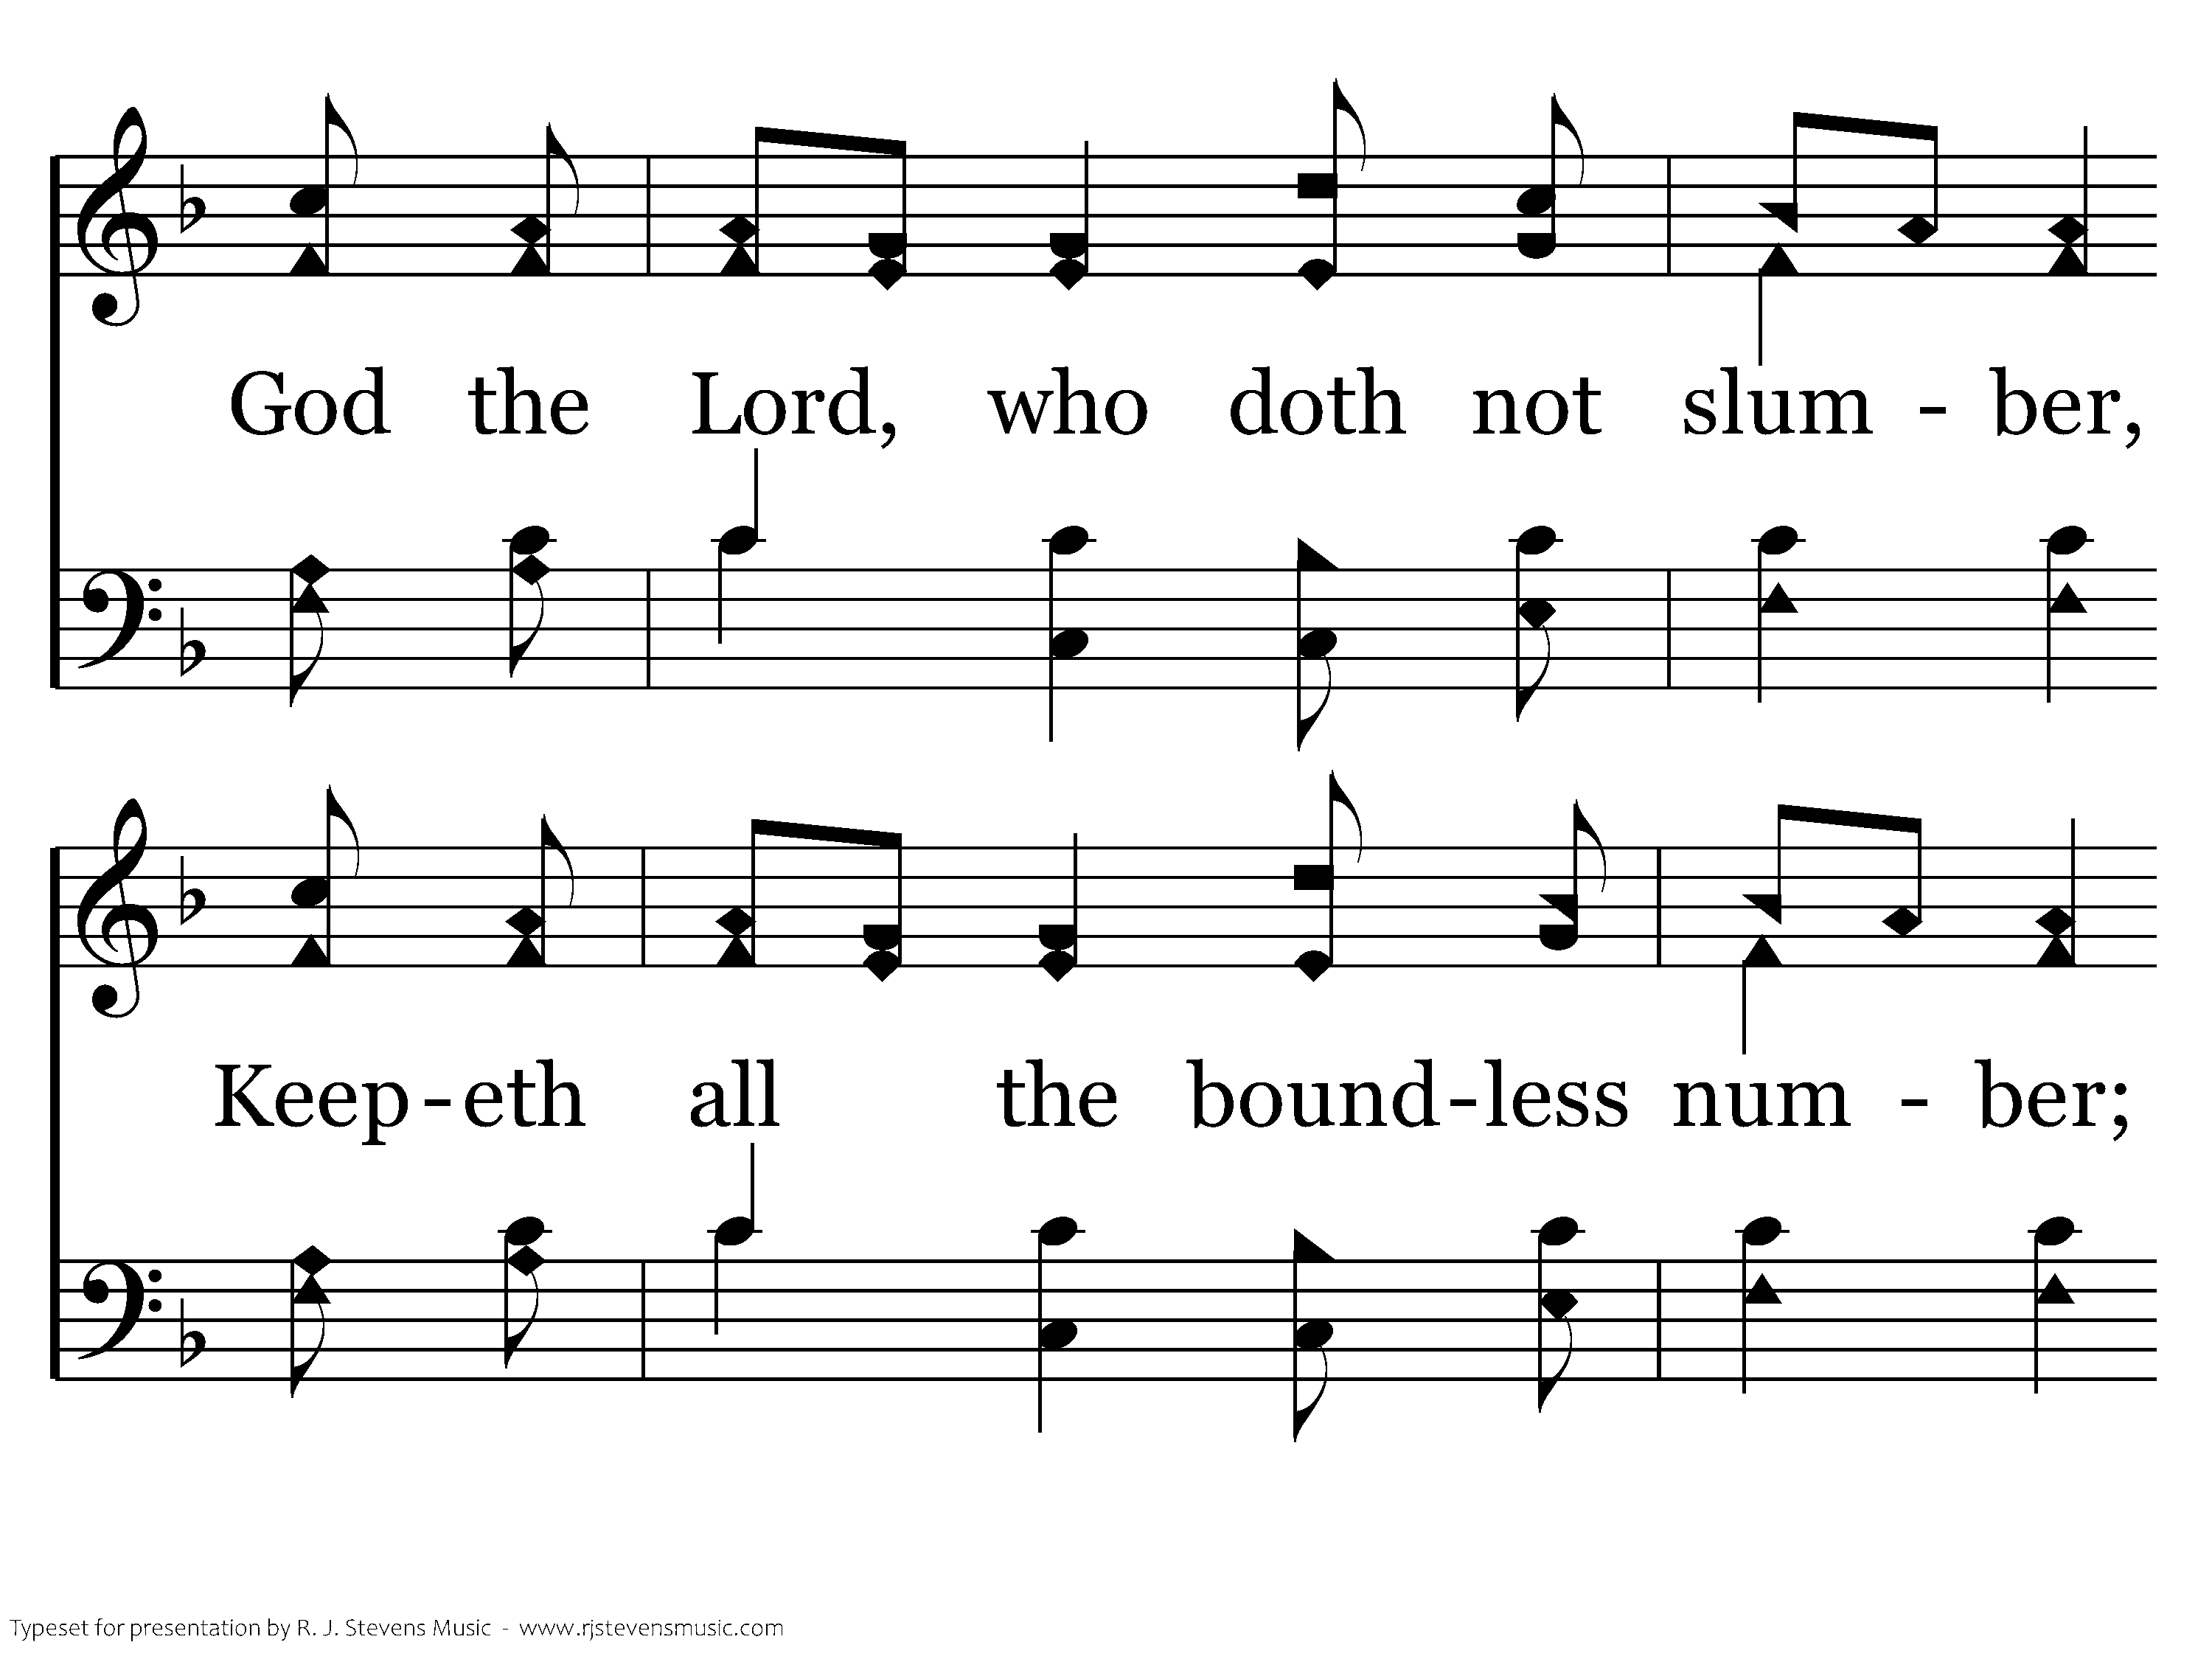 God the Lord, who doth not slum - ber,
Keep - eth all the bound - less num - ber;
Typeset for presentation by R. J. Stevens Music - www.rjstevensmusic.com